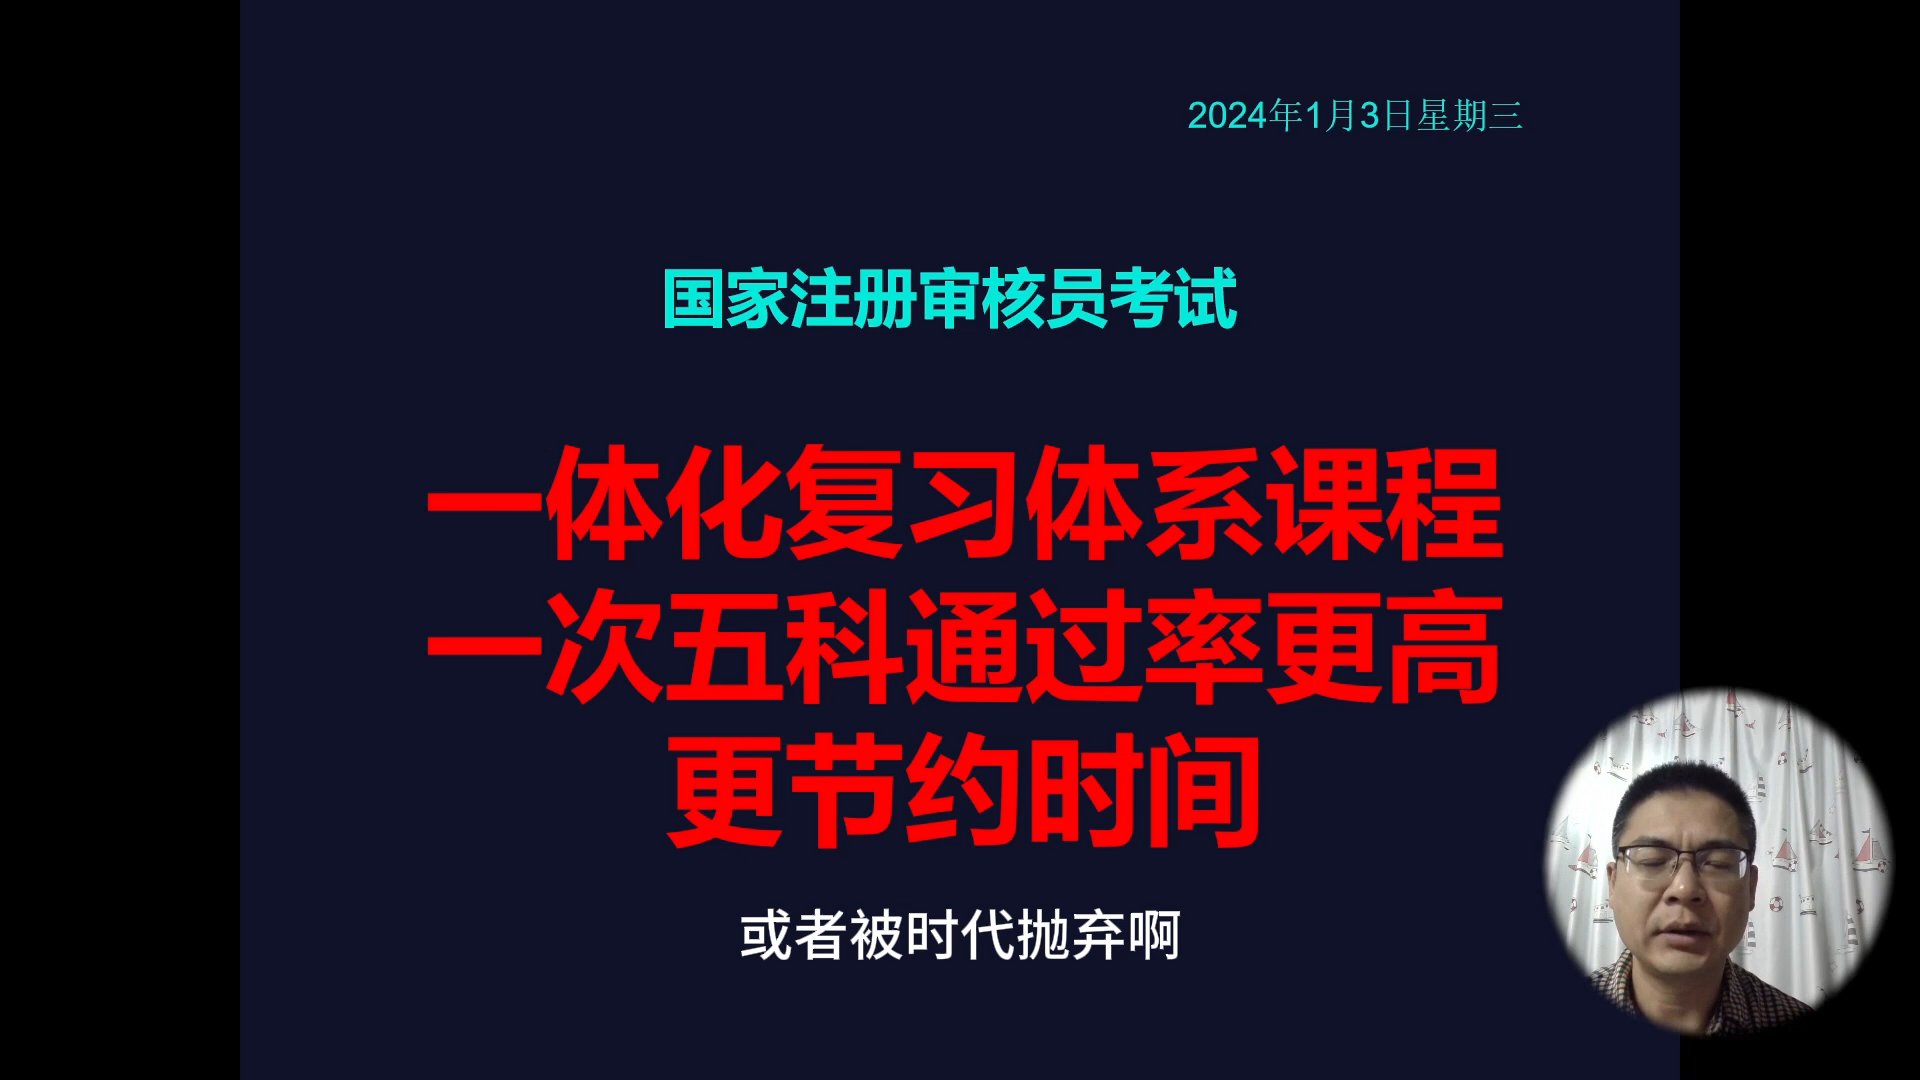 2024年1月3日星期三
国家注册审核员考试
一体化复习体系课程
一次五科通过率更高
更节约时间
或者被时代抛弃啊